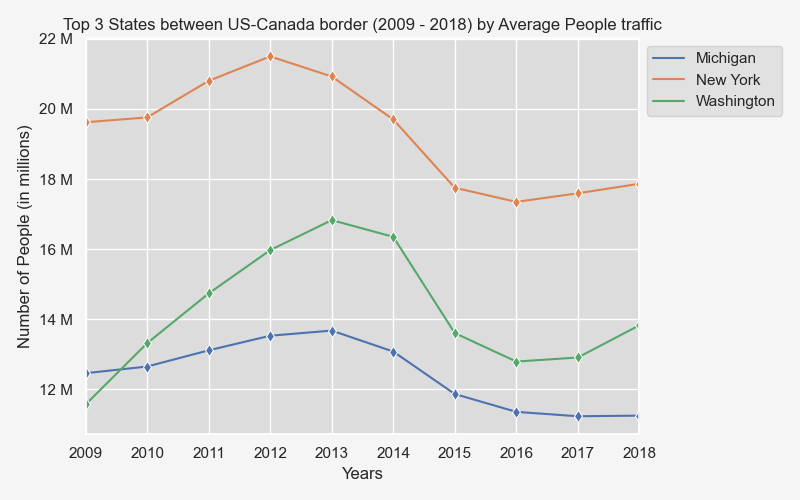 Top 3 States between US-Canada border (2009 - 2018) by Average People traffic
22 M
20 M
18 M
16 M
14 M
12 M
Number of People (in millions)
2009 2010 2011 2012 2013 2014 2015 2016 2017 2018
Years
Michigan
New York
Washington